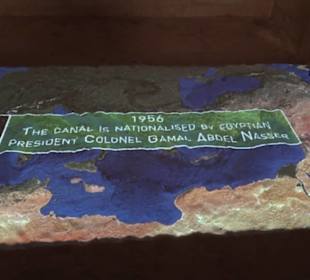 1956
THE CANAL IS NATIONALISED BY EGYPTIAN
PRESIDENT COLONEL GAMAL ABDEL NASSER